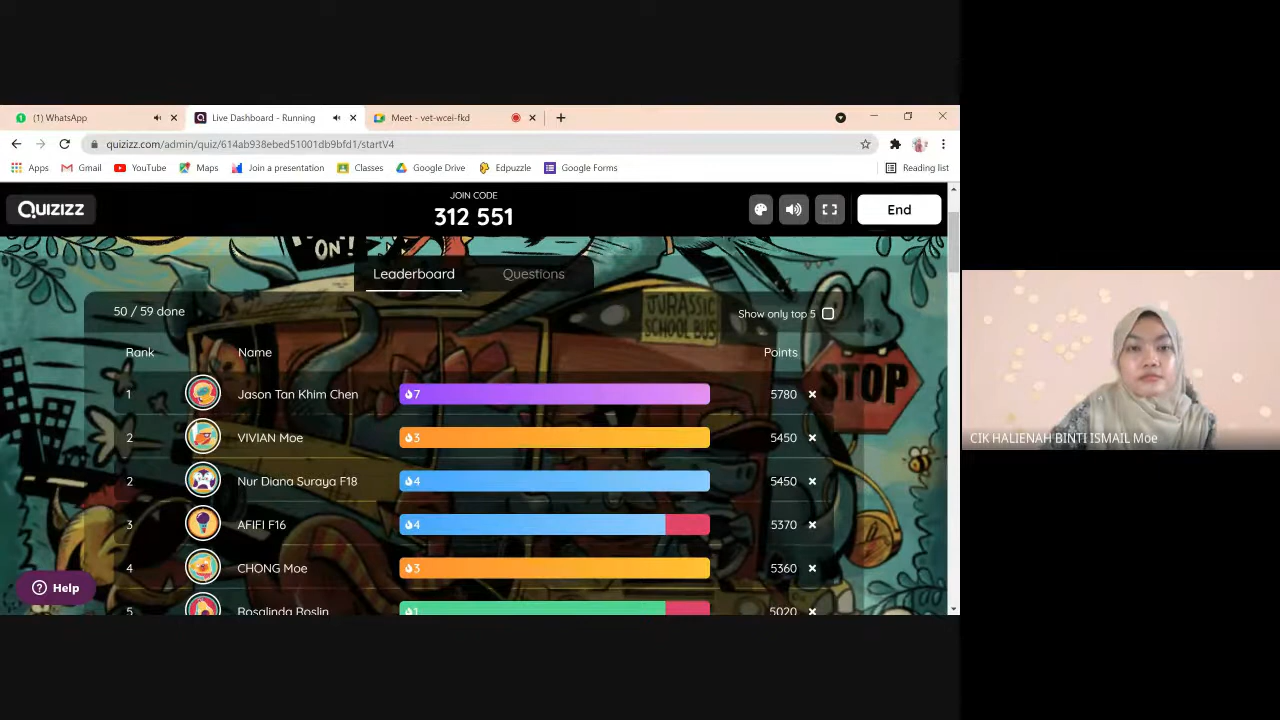 (1) WhatsApp
Live Dashboard - Running
Meet - vet-wcei-fkd
quizizz.com/admin/quiz/614ab938ebed51001db9bfd1/startV4
Apps
Gmail
YouTube
Maps
Join a presentation
Classes
Google Drive
Edpuzzle
Google Forms
Reading list
QUIZIZZ
JOIN CODE
312 551
End
ON!
Leaderboard
Questions
JURASSIC
SCHOOL BUS
50 / 59 done
Show only top 5
Rank Name Points
STOP
1 Jason Tan Khim Chen 7 5780
2 VIVIAN Moe 3 5450
2 Nur Diana Suraya F18 4 5450
3 AFIFI F16 4 5370
4 CHONG Moe 3 5360
5 Rosalinda Roslin 1 5020
Help
CIK HALIENAH BINTI ISMAIL Moe